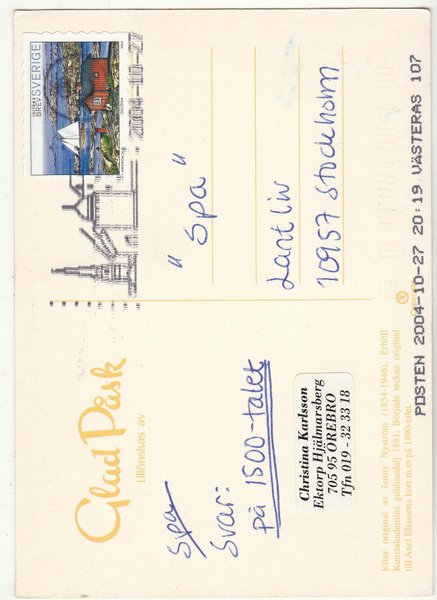 Glad Påsk
tillönskas av
Spa
Svar:
på 1500-talet
Christina Karlsson
Ektorp Hjälmarsberg
705 95 ÖREBRO
Tfn 019 - 32 33 18
Efter original av Jenny Nyström (1854-1946). Erhöll
Konstakademins guldmedalj 1881. Började teckna original
till Axel Eliassons kort m.m på 1890-talet.
BREV SVERIGE
2004-10-27
"Spa"
Lantliv
10957 Stockholm
POSTEN 2004-10-27 20:19 VÄSTERÅS 107